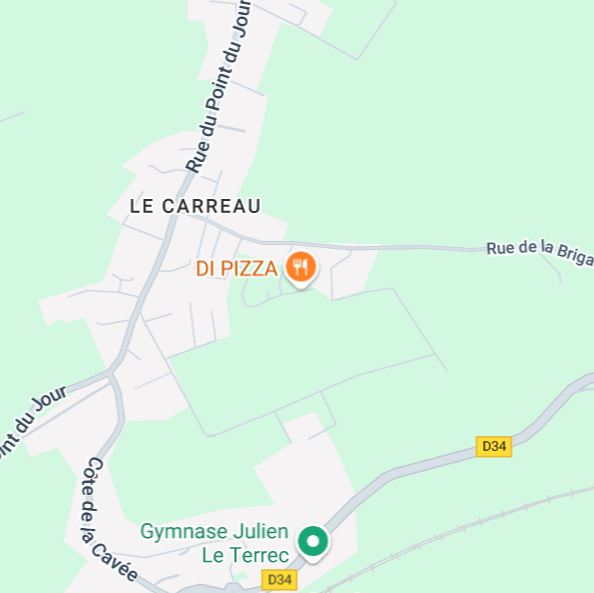 Rue du Point du Jour
LE CARREAU
Rue de la Briga
DI PIZZA
int du Jour
D34
Côte de la Cavée
Gymnase Julien
Le Terrec
D34